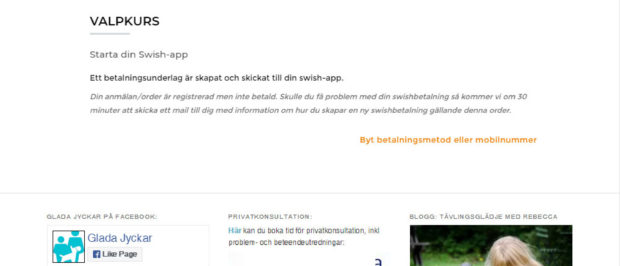 VALPKURS
Starta din Swish-app
Ett betalningsunderlag är skapat och skickat till din swish-app.
Din anmälan/order är registrerad men inte betald. Skulle du få problem med din swishbetalning så kommer vi om 30
minuter att skicka ett mail till dig med information om hur du skapar en ny swishbetalning gällande denna order.
Byt betalningsmetod eller mobilnummer
GLADA JYCKAR PÅ FACEBOOK:
Glada Jyckar
Like Page
PRIVATKONSULTATION:
Här kan du boka tid för privatkonsultation, inkl
problem- och beteendeutredningar:
BLOGG: TÄVLINGSGLÄDJE MED REBECCA